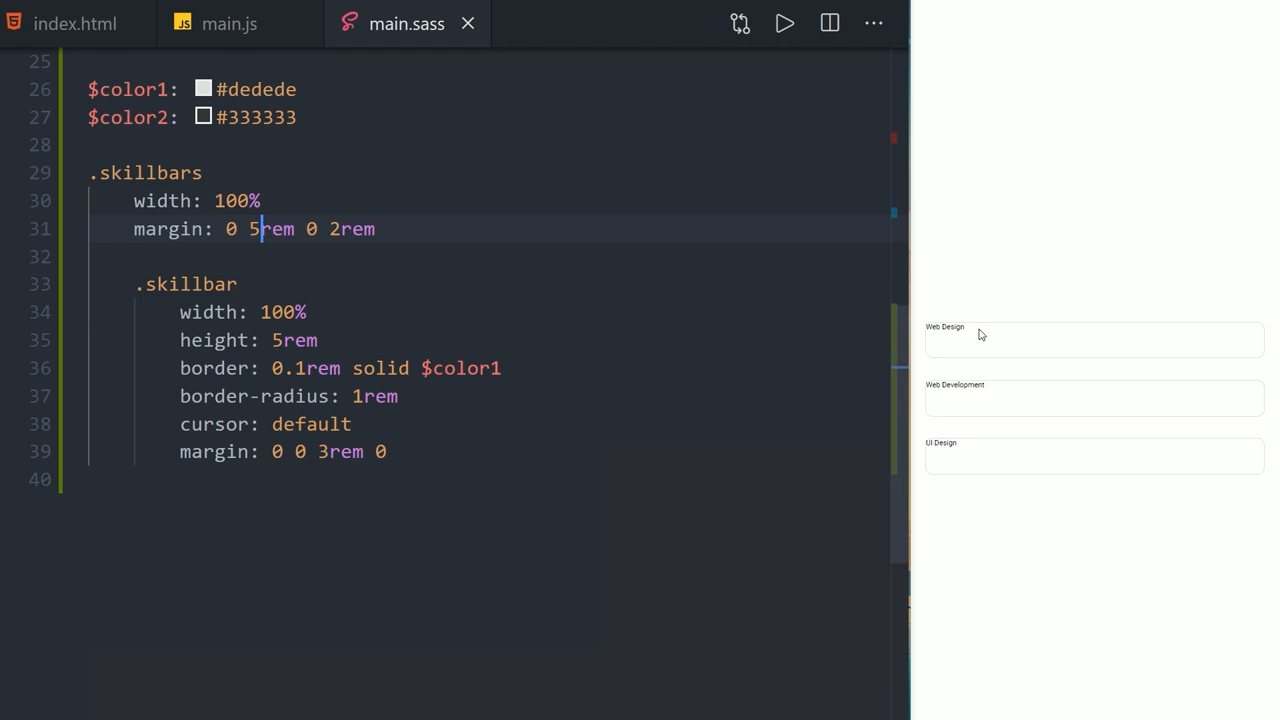 index.html
JS main.js
main.sass
25
26 $color1: #dedede
27 $color2: #333333
28
29 .skillbars
30 width: 100%
31 margin: 0 5rem 0 2rem
32
33 .skillbar
34 width: 100%
35 height: 5rem
36 border: 0.1rem solid $color1
37 border-radius: 1rem
38 cursor: default
39 margin: 0 0 3rem 0
40
Web Design
Web Development
UI Design